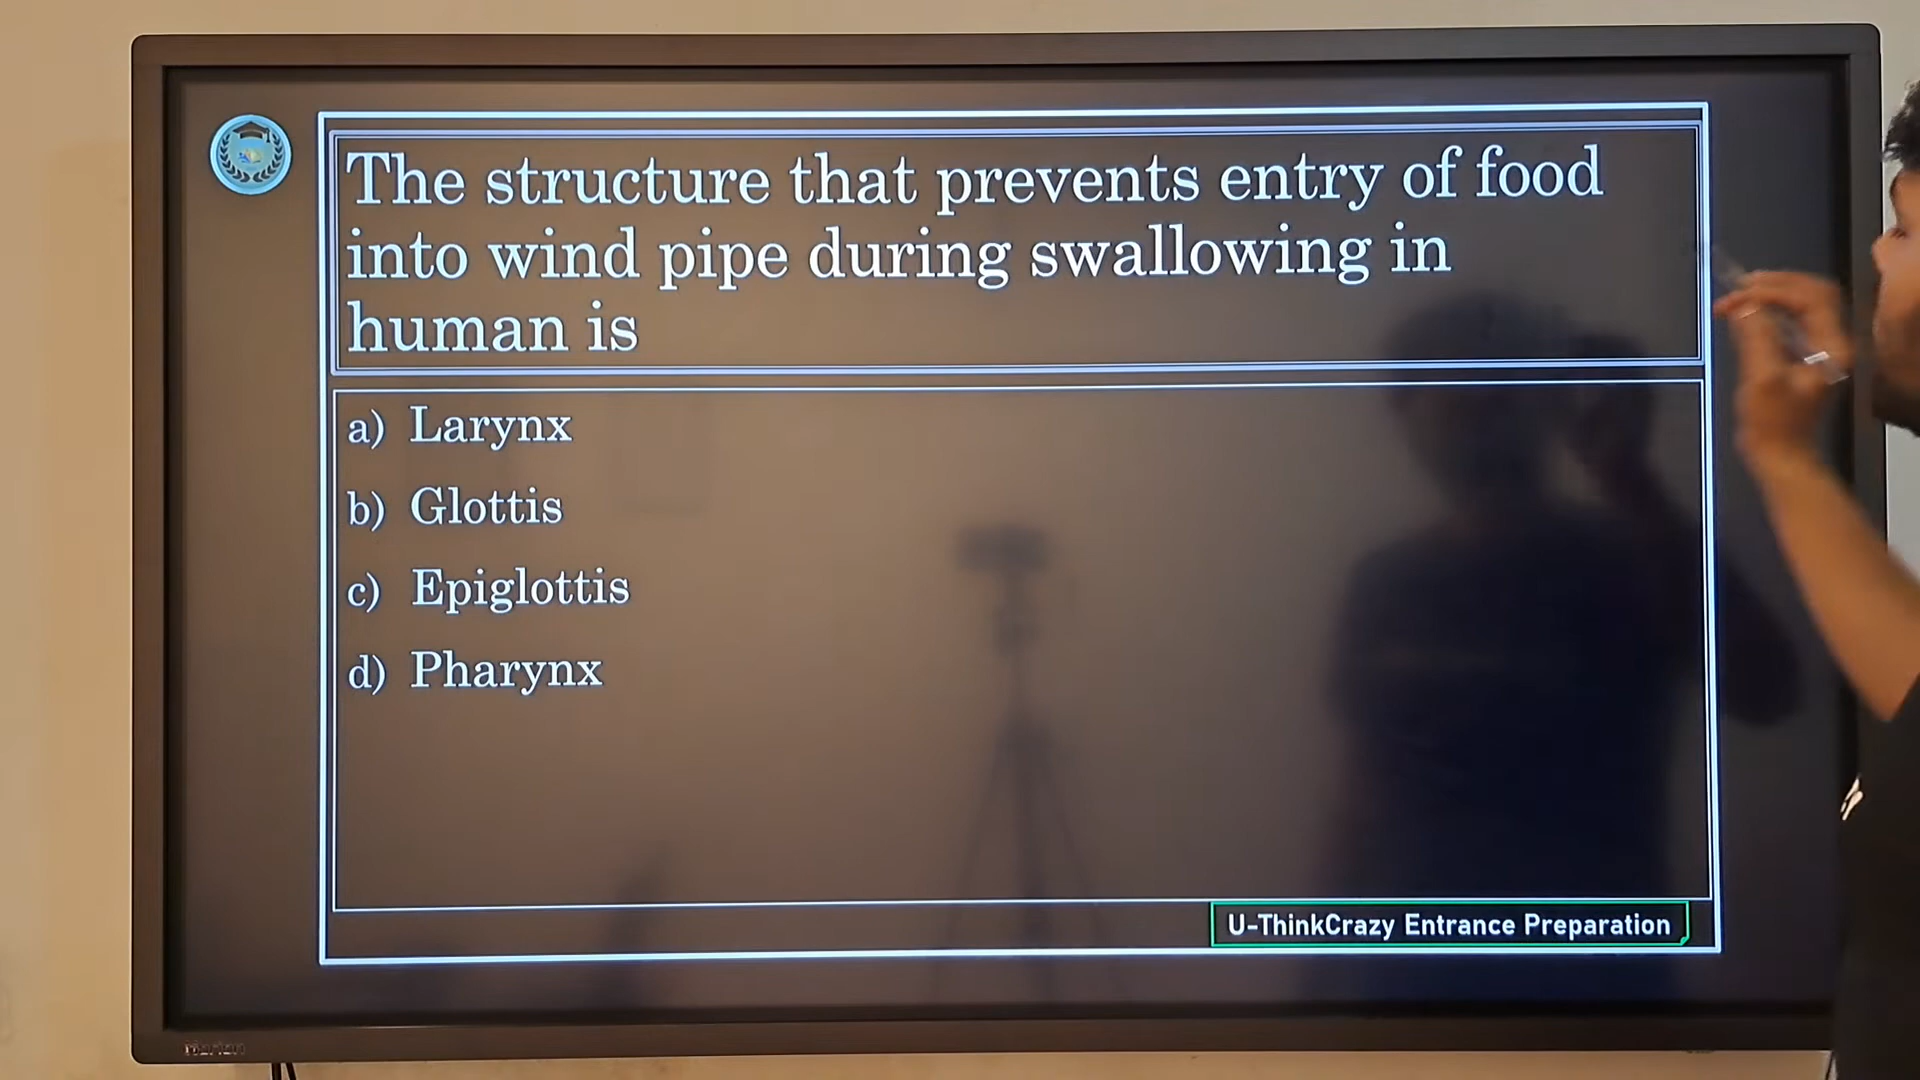 The structure that prevents entry of food
into wind pipe during swallowing in
human is
a) Larynx
b) Glottis
c) Epiglottis
d) Pharynx
U-ThinkCrazy Entrance Preparation